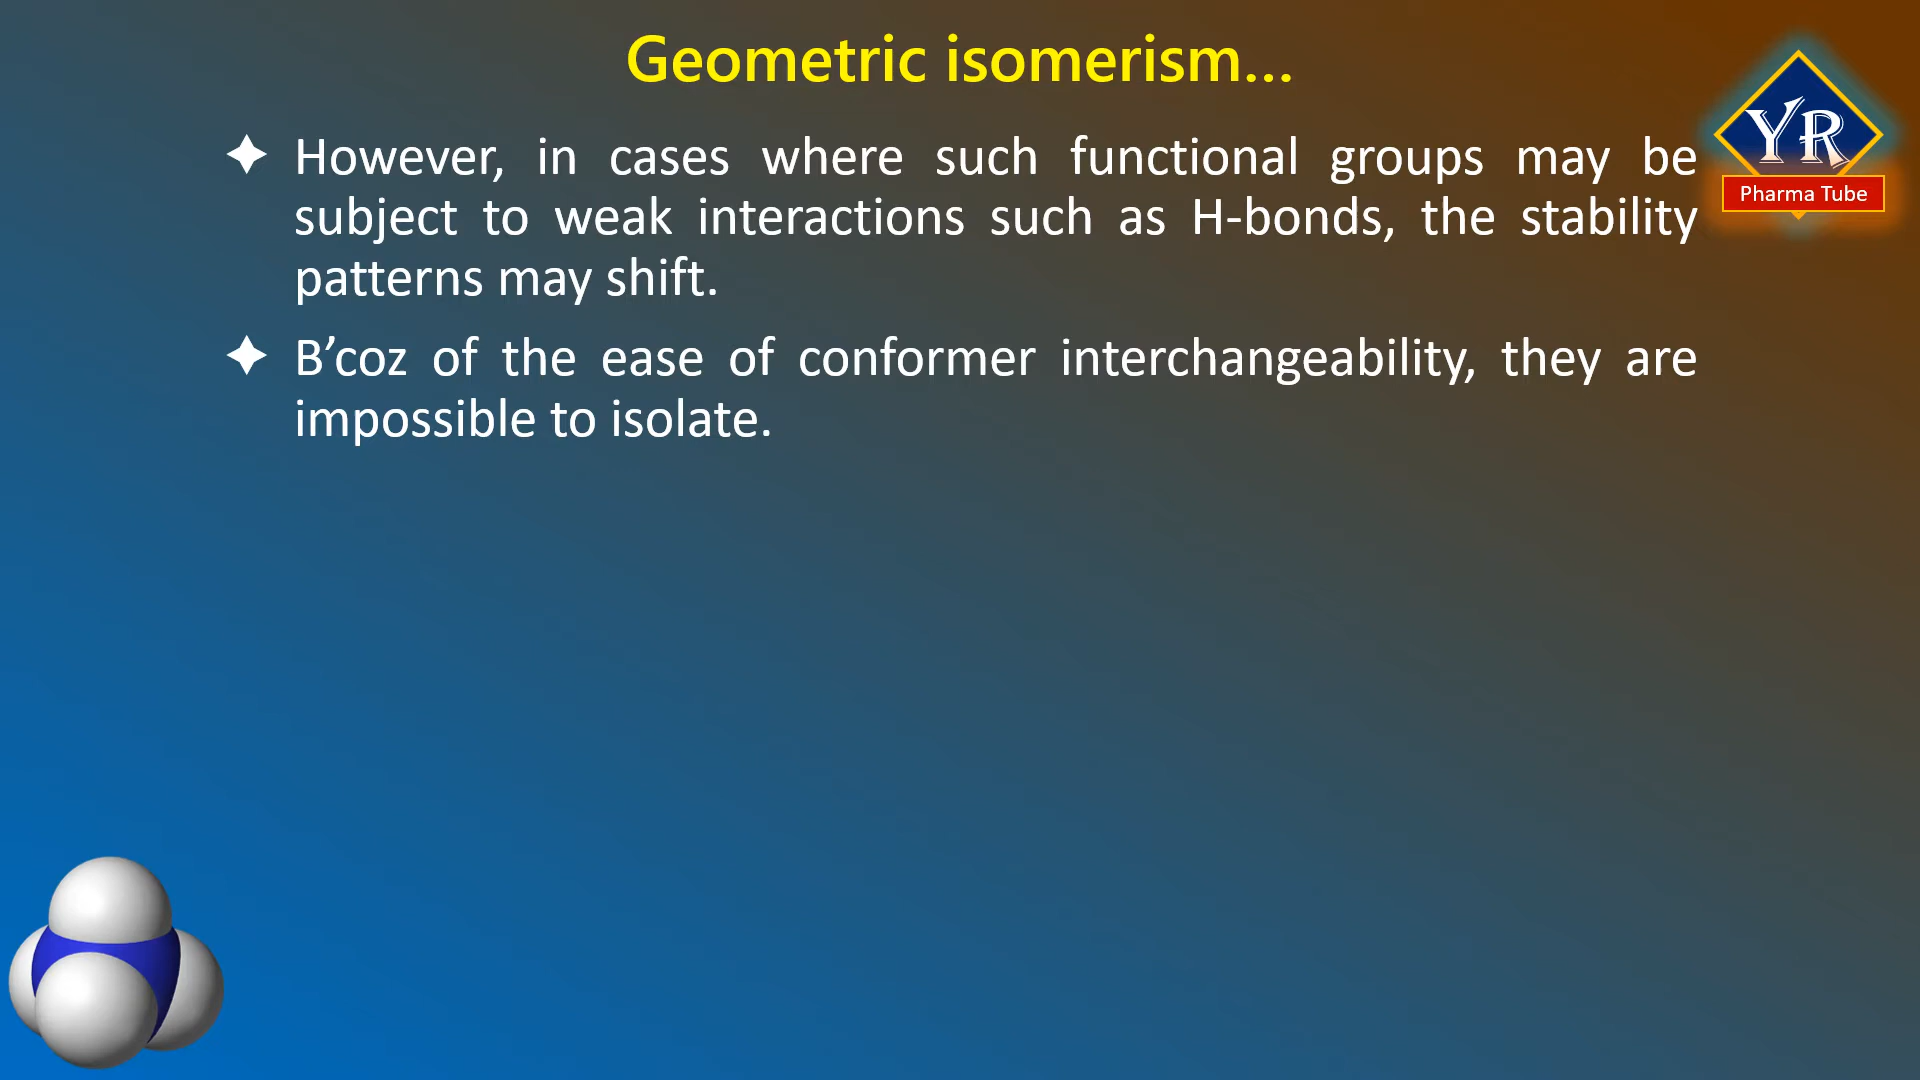 Geometric isomerism...
However, in cases where such functional groups may be
subject to weak interactions such as H-bonds, the stability
patterns may shift.
B’coz of the ease of conformer interchangeability, they are
impossible to isolate.
YR
Pharma Tube